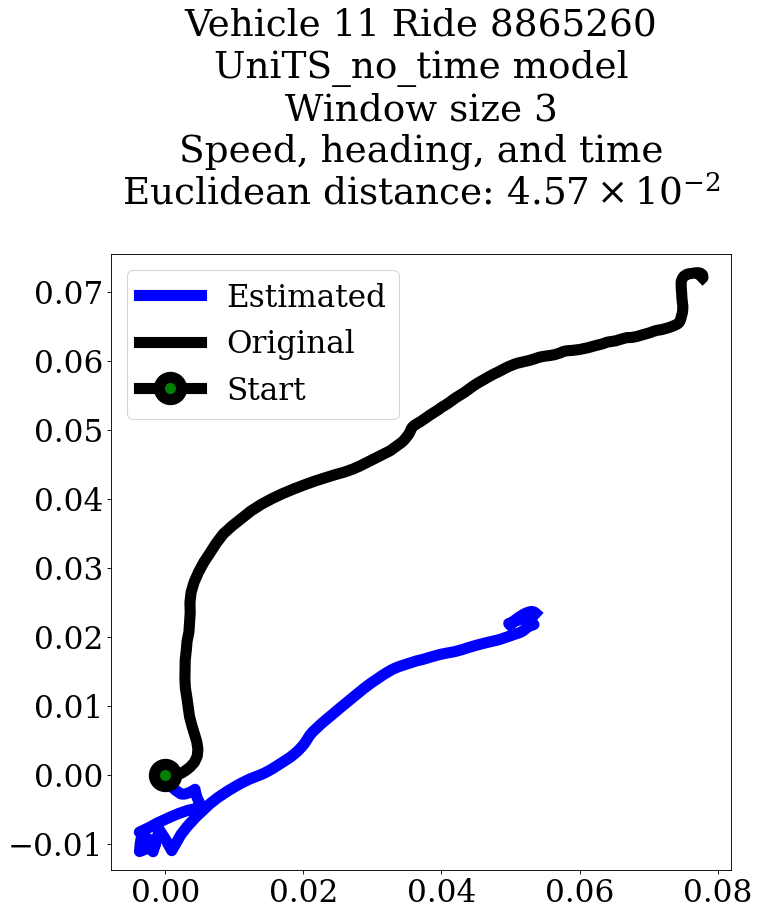 Vehicle 11 Ride 8865260
UniTS_no_time model
Window size 3
Speed, heading, and time
Euclidean distance: 4.57 × 10⁻²
Estimated
Original
Start
0.07
0.06
0.05
0.04
0.03
0.02
0.01
0.00
−0.01
0.00 0.02 0.04 0.06 0.08